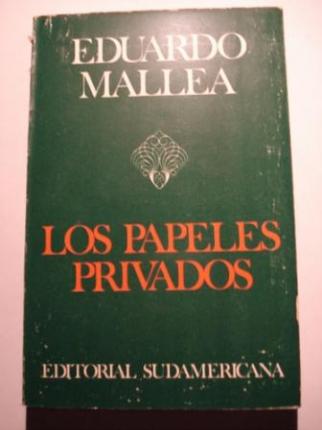 EDUARDO
MALLEA
LOS PAPELES
PRIVADOS
EDITORIAL SUDAMERICANA